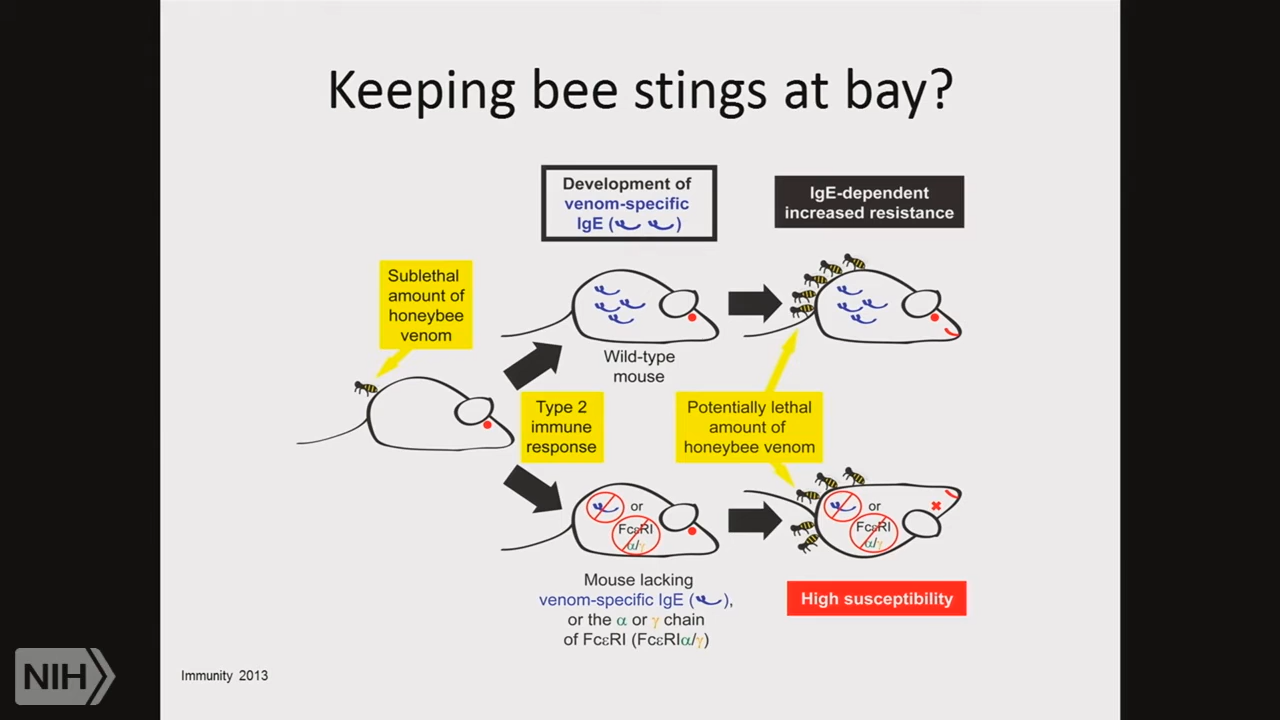 Keeping bee stings at bay?
Development of
venom-specific
IgE ( )
IgE-dependent
increased resistance
Sublethal
amount of
honeybee
venom
Wild-type
mouse
Type 2
immune
response
Potentially lethal
amount of
honeybee venom
or
FcεRI
α/γ
or
FcεRI
α/γ
Mouse lacking
venom-specific IgE ( ),
or the α or γ chain
of FcεRI (FcεRIα/γ)
High susceptibility
NIH
Immunity 2013